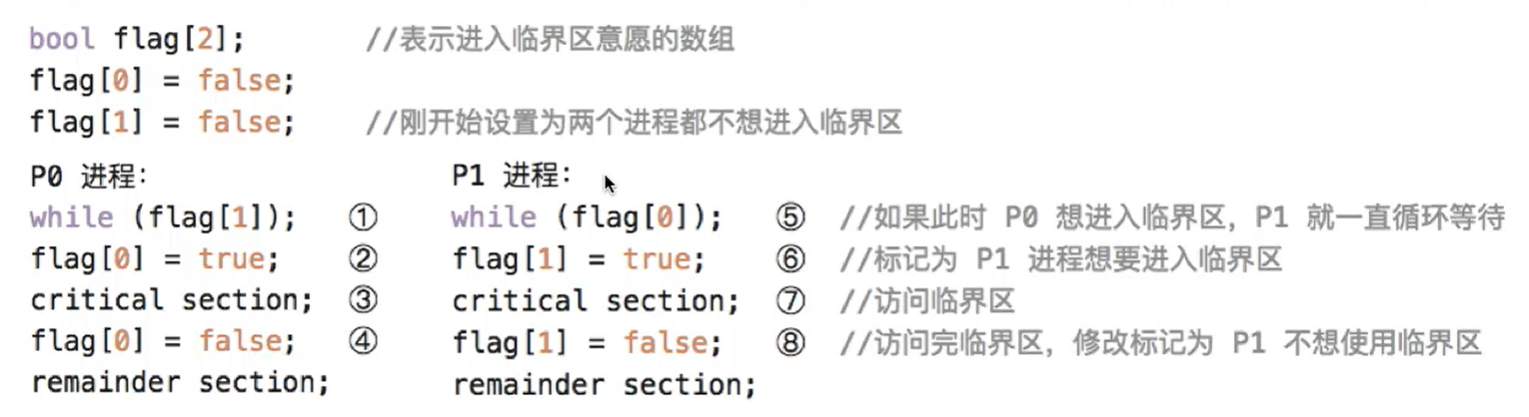 bool flag[2]; //表示进入临界区意愿的数组
flag[0] = false;
flag[1] = false; //刚开始设置为两个进程都不想进入临界区
P0 进程: P1 进程:
while (flag[1]); ① while (flag[0]); ⑤ //如果此时 P0 想进入临界区，P1 就一直循环等待
flag[0] = true; ② flag[1] = true; ⑥ //标记为 P1 进程想要进入临界区
critical section; ③ critical section; ⑦ //访问临界区
flag[0] = false; ④ flag[1] = false; ⑧ //访问完临界区，修改标记为 P1 不想使用临界区
remainder section; remainder section;